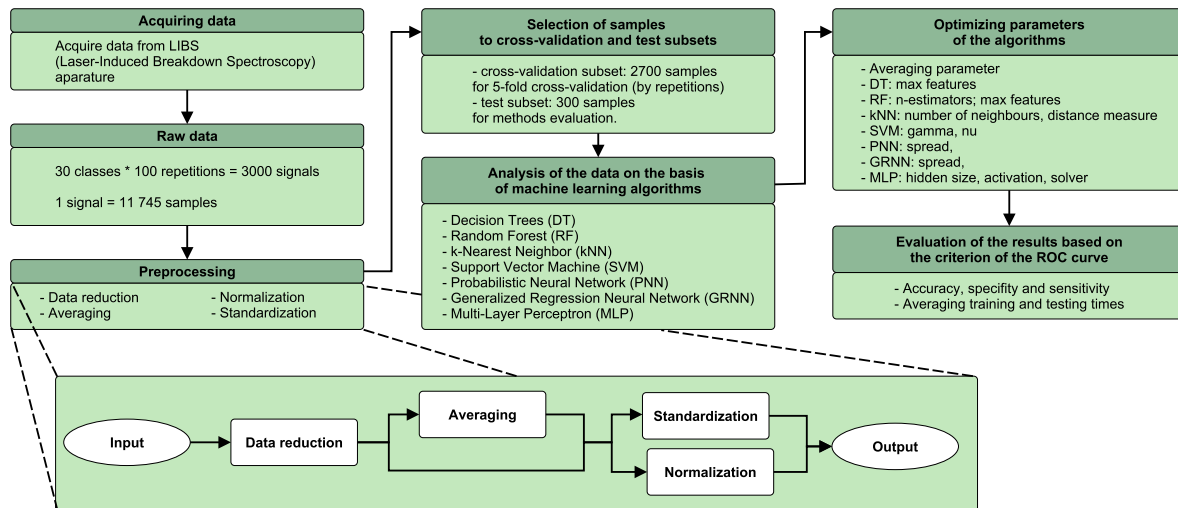 Acquiring data
Acquire data from LIBS
(Laser-Induced Breakdown Spectroscopy)
aparature
Raw data
30 classes * 100 repetitions = 3000 signals
1 signal = 11 745 samples
Preprocessing
- Data reduction
- Averaging
- Normalization
- Standardization
Selection of samples
to cross-validation and test subsets
- cross-validation subset: 2700 samples
for 5-fold cross-validation (by repetitions)
- test subset: 300 samples
for methods evaluation.
Analysis of the data on the basis
of machine learning algorithms
- Decision Trees (DT)
- Random Forest (RF)
- k-Nearest Neighbor (kNN)
- Support Vector Machine (SVM)
- Probabilistic Neural Network (PNN)
- Generalized Regression Neural Network (GRNN)
- Multi-Layer Perceptron (MLP)
Optimizing parameters
of the algorithms
- Averaging parameter
- DT: max features
- RF: n-estimators; max features
- kNN: number of neighbours, distance measure
- SVM: gamma, nu
- PNN: spread,
- GRNN: spread,
- MLP: hidden size, activation, solver
Evaluation of the results based on
the criterion of the ROC curve
- Accuracy, specifity and sensitivity
- Averaging training and testing times
Input
Data reduction
Averaging
Standardization
Normalization
Output